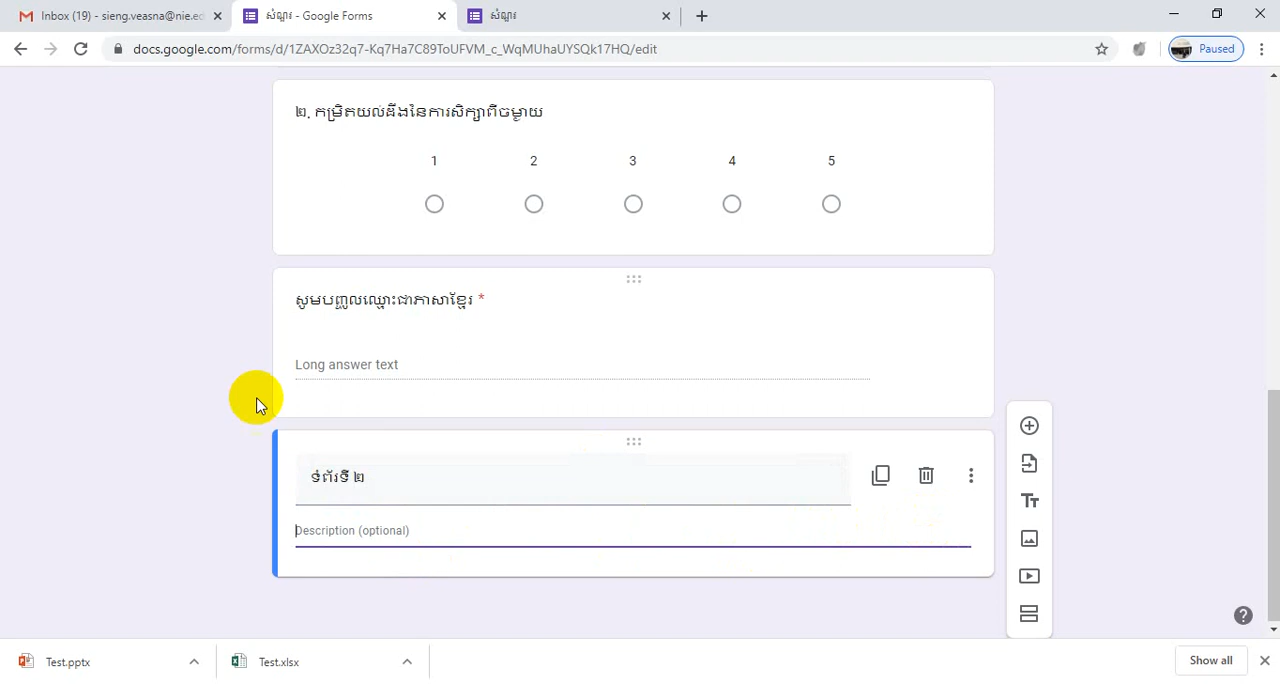 Inbox (19) - sieng.veasna@nie.ed
សំណួរ - Google Forms
សំណួរ
docs.google.com/forms/d/1ZAXOz32q7-Kq7Ha7C89ToUFVM_c_WqMUhaUYSQk17HQ/edit
Paused
២. កម្រិតយល់ដឹងនៃការសិក្សាពីចម្ងាយ
1 2 3 4 5
សូមបញ្ចូលឈ្មោះជាភាសាខ្មែរ *
Long answer text
ទំព័រទី ២
Description (optional)
Tт
Test.pptx
Test.xlsx
Show all